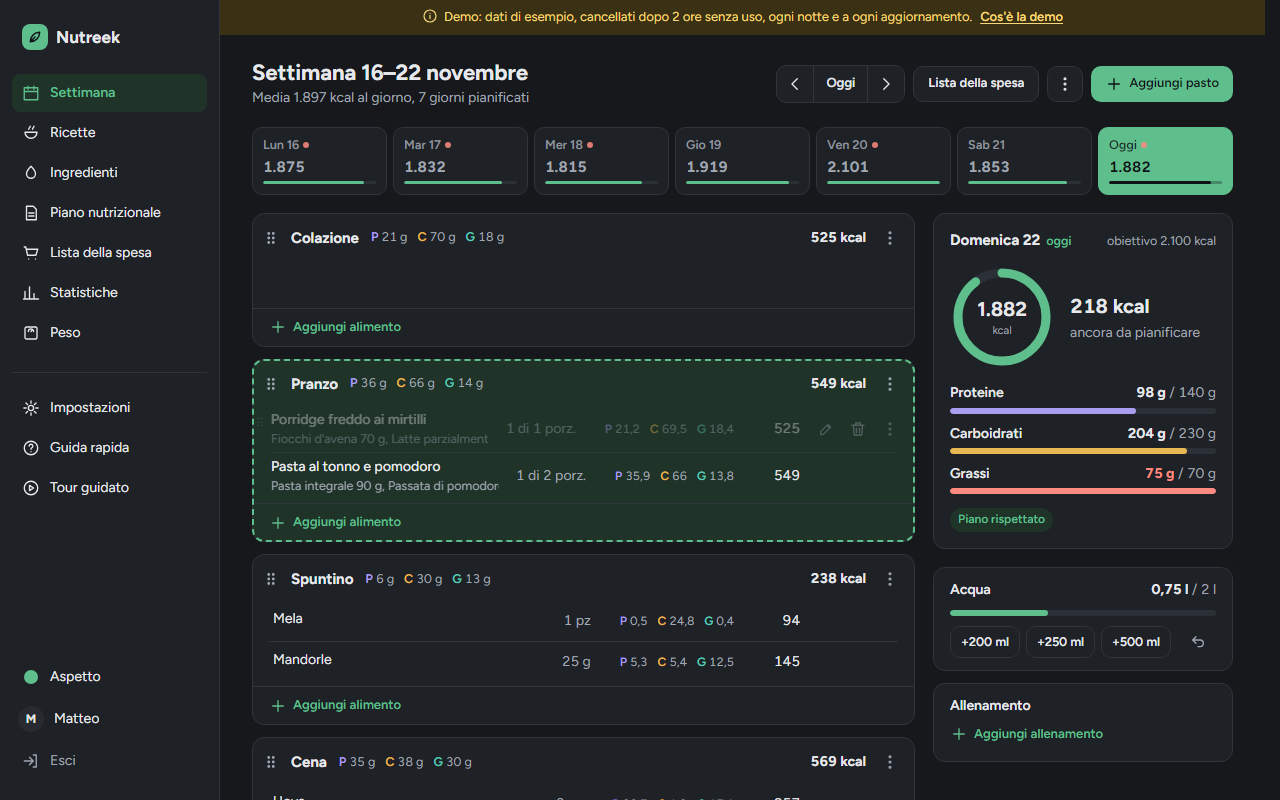 Nutreek
Settimana
Ricette
Ingredienti
Piano nutrizionale
Lista della spesa
Statistiche
Peso
Impostazioni
Guida rapida
Tour guidato
Aspetto
M Matteo
Esci
Demo: dati di esempio, cancellati dopo 2 ore senza uso, ogni notte e a ogni aggiornamento. Cos'è la demo
Settimana 16–22 novembre
Media 1.897 kcal al giorno, 7 giorni pianificati
Oggi
Lista della spesa
Aggiungi pasto
Lun 16
1.875
Mar 17
1.832
Mer 18
1.815
Gio 19
1.919
Ven 20
2.101
Sab 21
1.853
Oggi
1.882
Colazione P 21 g C 70 g G 18 g 525 kcal
Aggiungi alimento
Pranzo P 36 g C 66 g G 14 g 549 kcal
Porridge freddo ai mirtilli
Fiocchi d'avena 70 g, Latte parzialment
1 di 1 porz. P 21,2 C 69,5 G 18,4 525
Pasta al tonno e pomodoro
Pasta integrale 90 g, Passata di pomodor
1 di 2 porz. P 35,9 C 66 G 13,8 549
Aggiungi alimento
Spuntino P 6 g C 30 g G 13 g 238 kcal
Mela 1 pz P 0,5 C 24,8 G 0,4 94
Mandorle 25 g P 5,3 C 5,4 G 12,5 145
Aggiungi alimento
Cena P 35 g C 38 g G 30 g 569 kcal
Domenica 22 oggi obiettivo 2.100 kcal
1.882
kcal
218 kcal
ancora da pianificare
Proteine 98 g / 140 g
Carboidrati 204 g / 230 g
Grassi 75 g / 70 g
Piano rispettato
Acqua 0,75 l / 2 l
+200 ml +250 ml +500 ml
Allenamento
Aggiungi allenamento